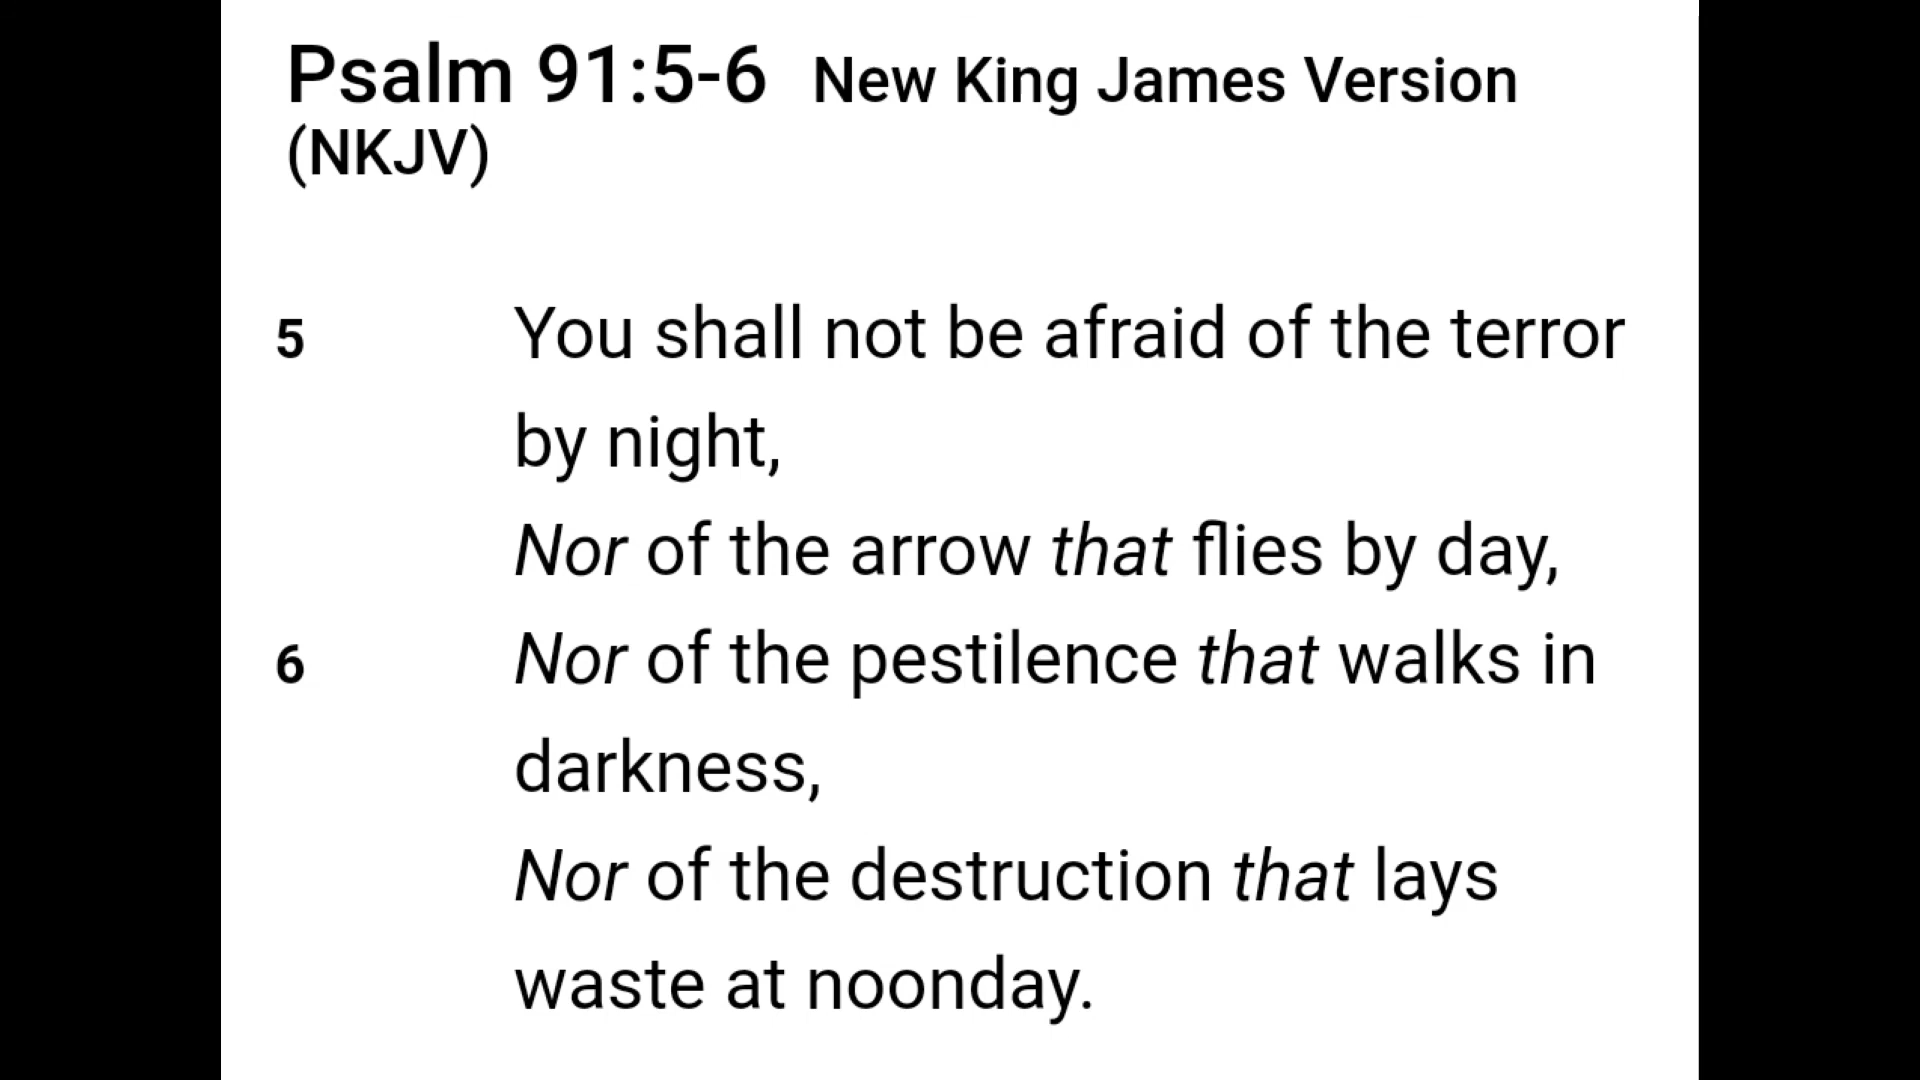 Psalm 91:5-6 New King James Version
(NKJV)
5 You shall not be afraid of the terror
by night,
Nor of the arrow that flies by day,
6 Nor of the pestilence that walks in
darkness,
Nor of the destruction that lays
waste at noonday.